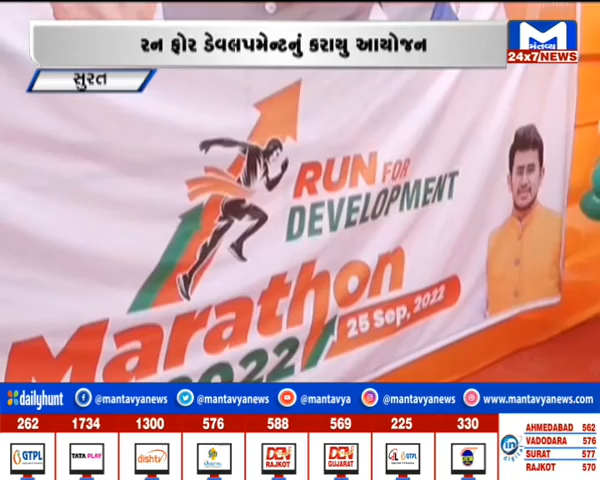 રન ફોર ડેવલપમેન્ટનું કરાયુ આયોજન
મંતવ્ય
24x7 NEWS
સુરત
RUN FOR
DEVELOPMENT
Marathon
2022
25 Sep, 2022
dailyhunt @mantavyanews @mantavyanews @mantavya @mantavyanews www.mantavyanews.com
262 1734 1300 576 588 569 225 330
GTPL TATA PLAY dishtv DEN RAJKOT DEN GUJARAT GTPL
in digital
AHMEDABAD 562
VADODARA 576
SURAT 577
RAJKOT 570